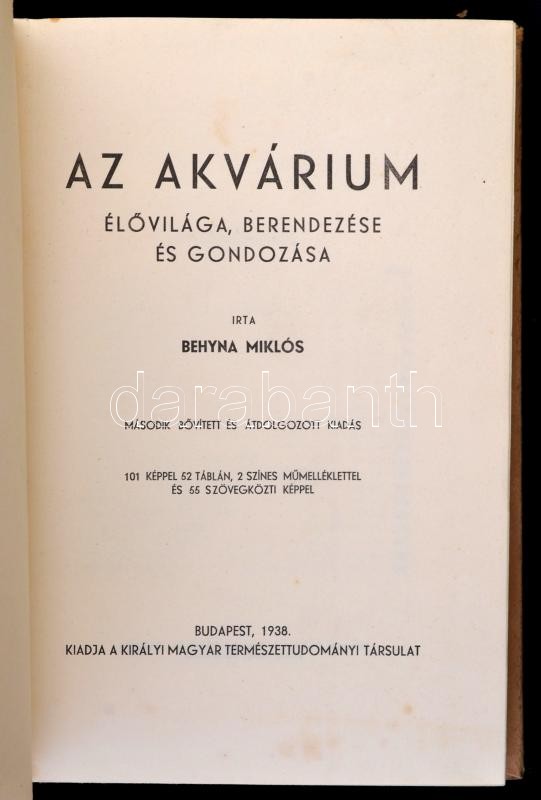 AZ AKVÁRIUM
ÉLŐVILÁGA, BERENDEZÉSE
ÉS GONDOZÁSA
IRTA
BEHYNA MIKLÓS
darabanth
MÁSODIK BŐVÍTETT ÉS ÁTDOLGOZOTT KIADÁS
101 KÉPPEL 52 TÁBLÁN, 2 SZÍNES MŰMELLÉKLETTEL
ÉS 55 SZÖVEGKÖZTI KÉPPEL
BUDAPEST, 1938.
KIADJA A KIRÁLYI MAGYAR TERMÉSZETTUDOMÁNYI TÁRSULAT